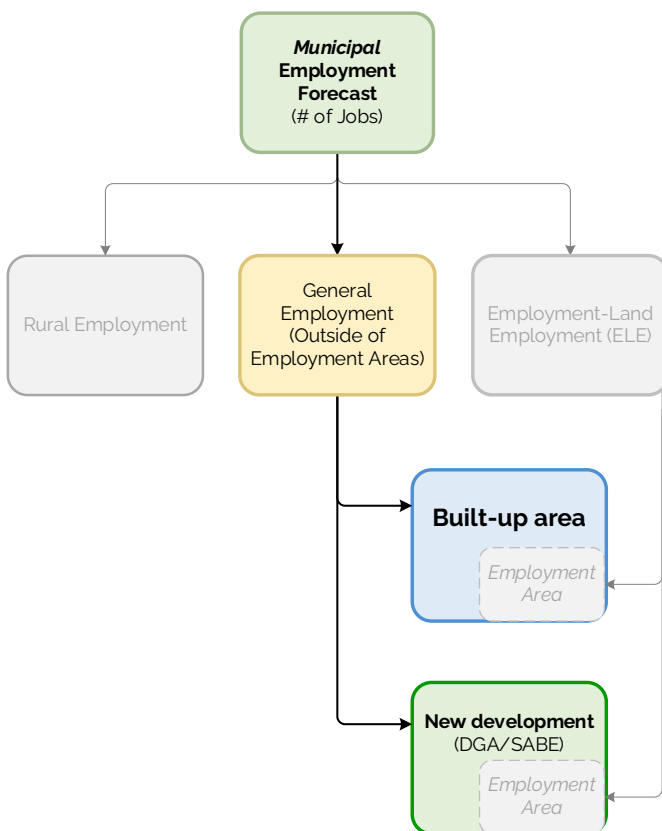 Municipal
Employment
Forecast
(# of Jobs)
Rural Employment
General
Employment
(Outside of
Employment Areas)
Employment-Land
Employment (ELE)
Built-up area
Employment
Area
New development
(DGA/SABE)
Employment
Area